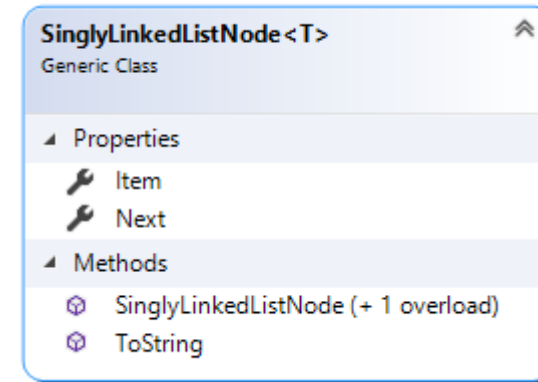 SinglyLinkedListNode<T>
Generic Class
Properties
Item
Next
Methods
SinglyLinkedListNode (+ 1 overload)
ToString